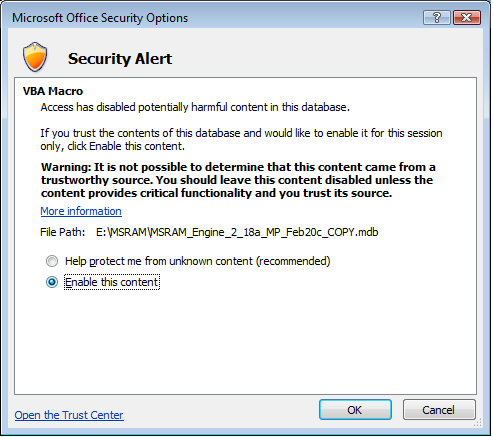 Microsoft Office Security Options
Security Alert
VBA Macro
Access has disabled potentially harmful content in this database.
If you trust the contents of this database and would like to enable it for this session
only, click Enable this content.
Warning: It is not possible to determine that this content came from a
trustworthy source. You should leave this content disabled unless the
content provides critical functionality and you trust its source.
More information
File Path: E:\MSRAM\MSRAM_Engine_2_18a_MP_Feb20c_COPY.mdb
Help protect me from unknown content (recommended)
Enable this content
Open the Trust Center
OK
Cancel